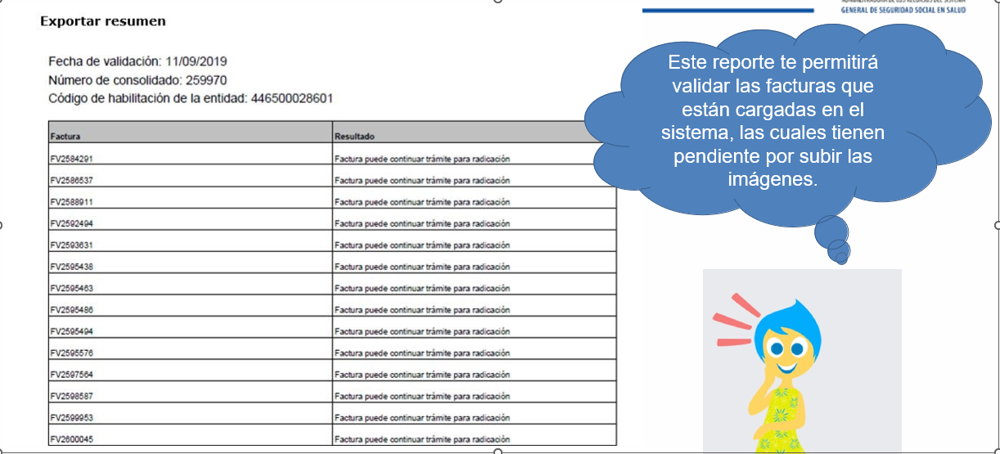 ADMINISTRADORA DE LOS RECURSOS DEL SISTEMA
GENERAL DE SEGURIDAD SOCIAL EN SALUD
Exportar resumen
Fecha de validación: 11/09/2019
Número de consolidado: 259970
Código de habilitación de la entidad: 446500028601
Factura Resultado
FV2584291 Factura puede continuar trámite para radicación
FV2586537 Factura puede continuar trámite para radicación
FV2588911 Factura puede continuar trámite para radicación
FV2592494 Factura puede continuar trámite para radicación
FV2593631 Factura puede continuar trámite para radicación
FV2595438 Factura puede continuar trámite para radicación
FV2595463 Factura puede continuar trámite para radicación
FV2595486 Factura puede continuar trámite para radicación
FV2595494 Factura puede continuar trámite para radicación
FV2595576 Factura puede continuar trámite para radicación
FV2597564 Factura puede continuar trámite para radicación
FV2598587 Factura puede continuar trámite para radicación
FV2599953 Factura puede continuar trámite para radicación
FV2600045 Factura puede continuar trámite para radicación
Este reporte te permitirá
validar las facturas que
están cargadas en el
sistema, las cuales tienen
pendiente por subir las
imágenes.